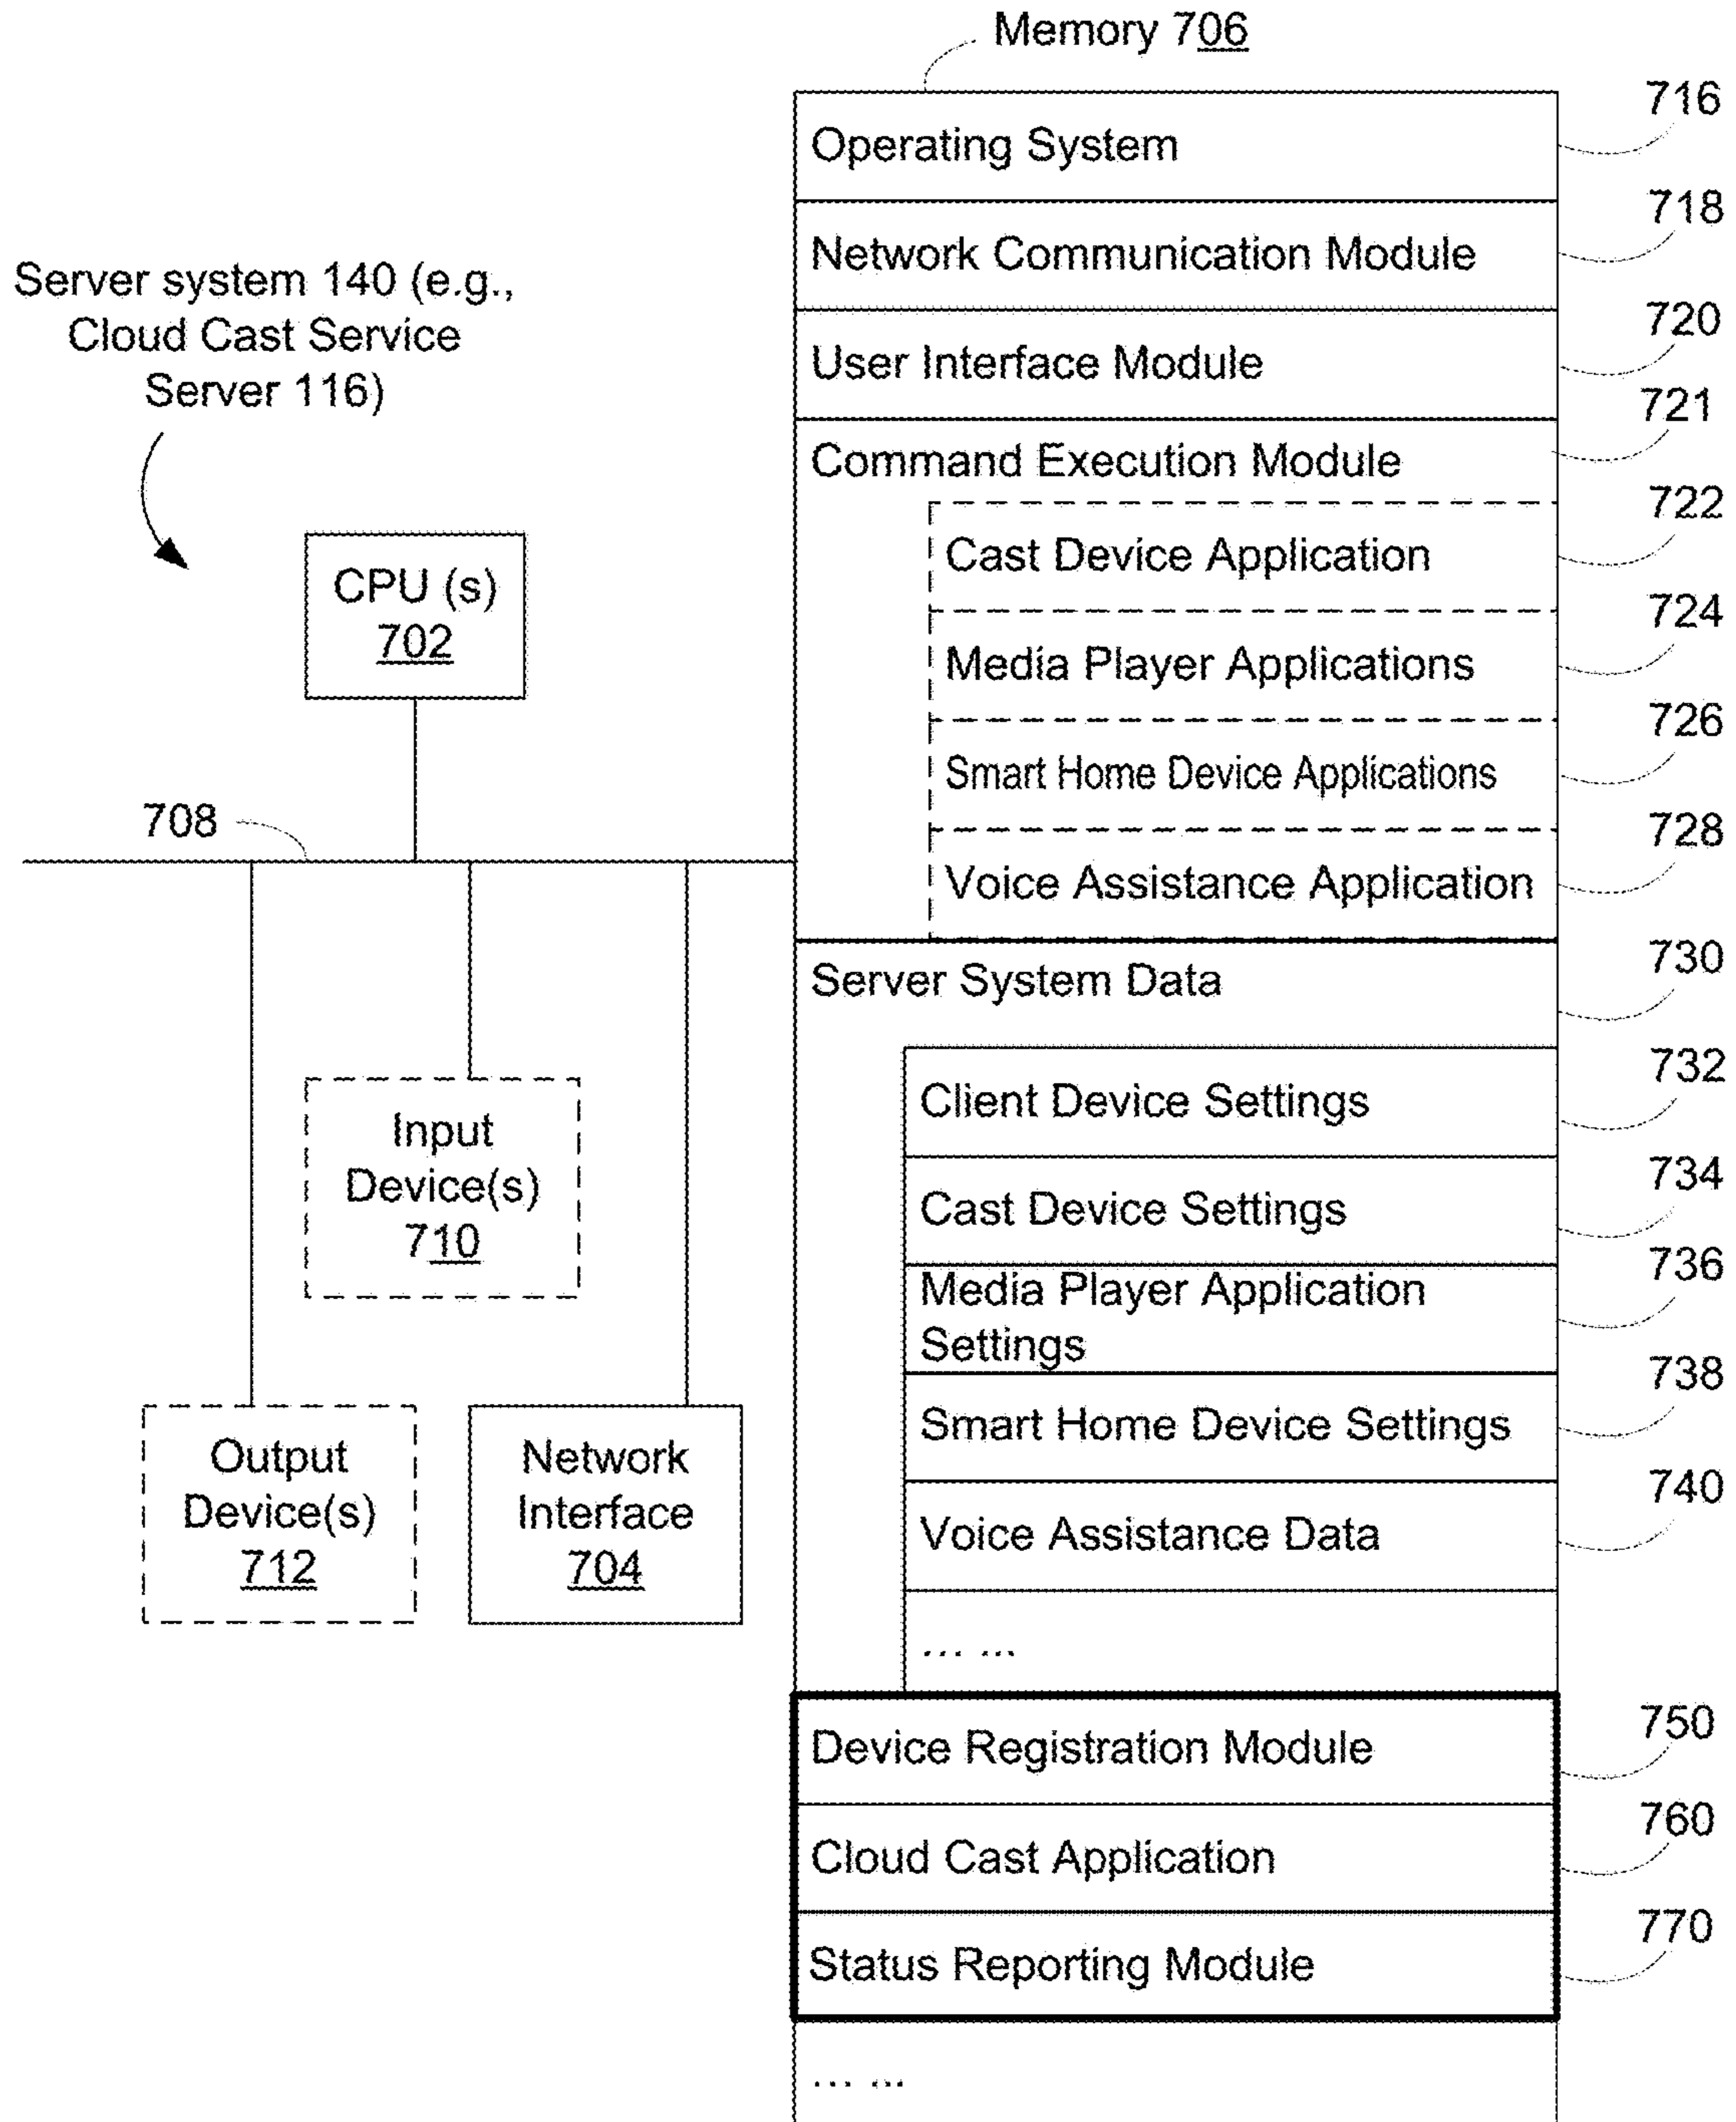 Memory 706
Operating System
716
Network Communication Module
718
User Interface Module
720
Command Execution Module
721
Cast Device Application
722
Media Player Applications
724
Smart Home Device Applications
726
Voice Assistance Application
728
Server System Data
730
Client Device Settings
732
Cast Device Settings
734
Media Player Application
Settings
736
Smart Home Device Settings
738
Voice Assistance Data
740
... ...
Device Registration Module
750
Cloud Cast Application
760
Status Reporting Module
770
... ...
Server system 140 (e.g.,
Cloud Cast Service
Server 116)
CPU (s)
702
708
Input
Device(s)
710
Output
Device(s)
712
Network
Interface
704